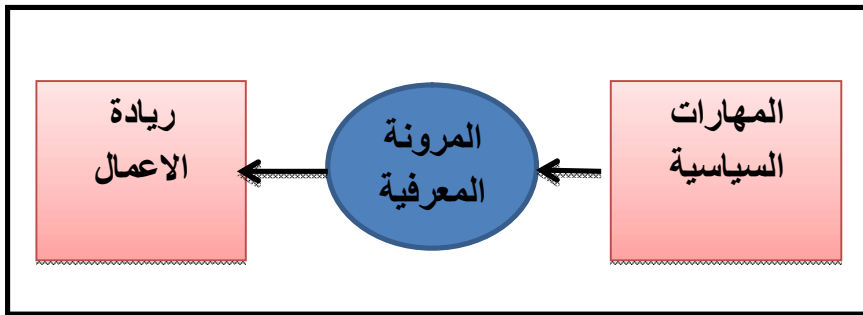 المهارات
السياسية
المرونة
المعرفية
ريادة
الاعمال